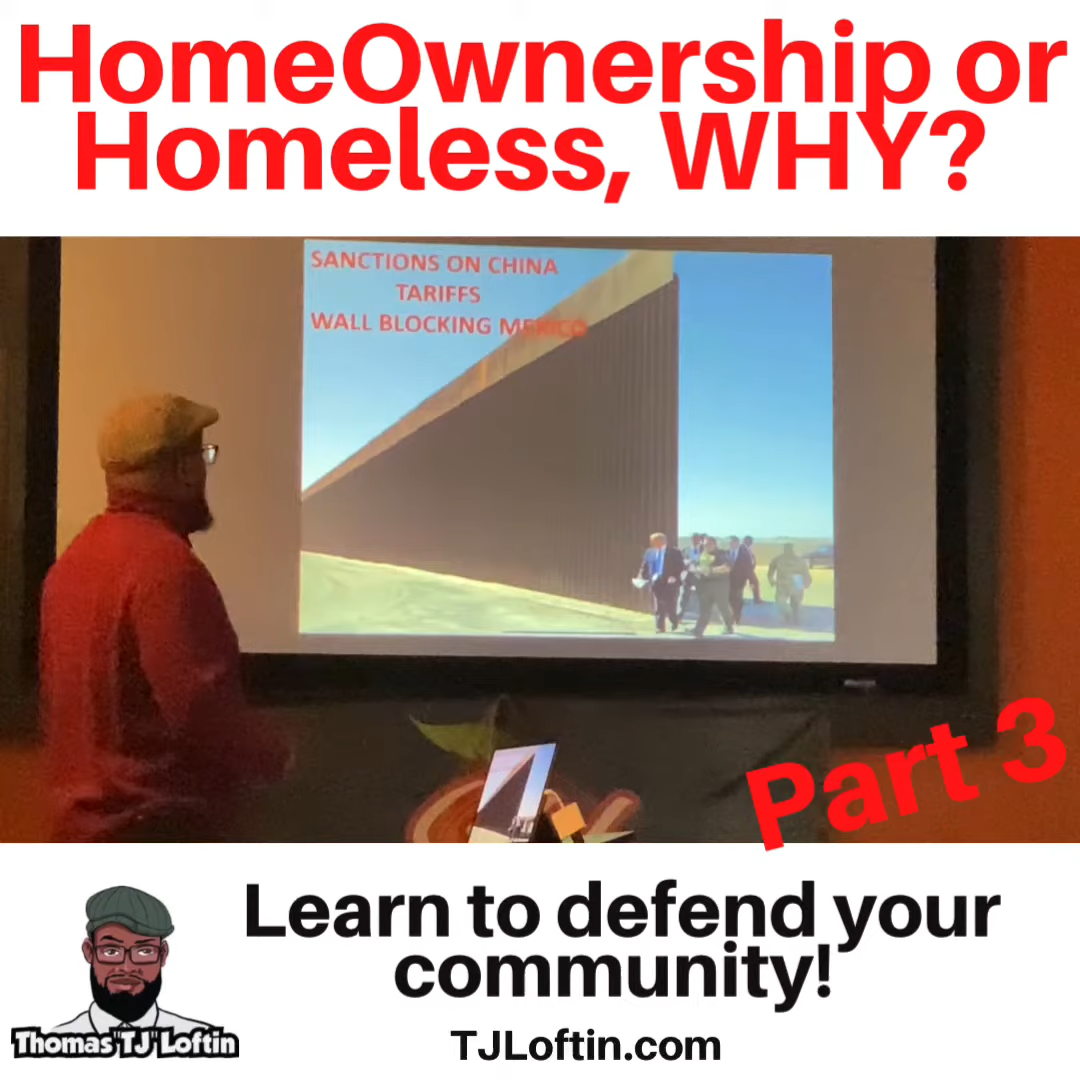 HomeOwnership or
Homeless, WHY?
SANCTIONS ON CHINA
TARIFFS
WALL BLOCKING MEXICO
Part 3
Learn to defend your
community!
Thomas"TJ"Loftin
TJLoftin.com